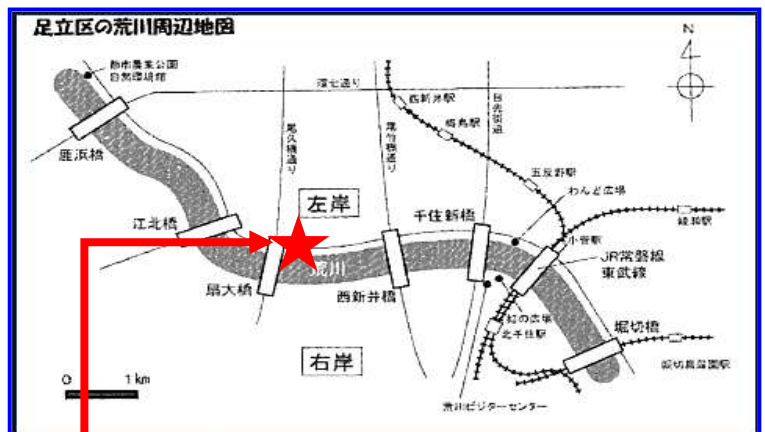 足立区の荒川周辺地図
N
都市農業公園
自然環境館
環七通り
西新井駅
日光街道
梅島駅
尾久橋通り
尾竹橋通り
五反野駅
鹿浜橋
わんど広場
左岸
千住新橋
綾瀬駅
江北橋
小菅駅
JR常磐線
東武線
荒川
扇大橋
西新井橋
虹の広場
北千住駅
堀切橋
右岸
堀切菖蒲園駅
0 1km
荒川ビジターセンター